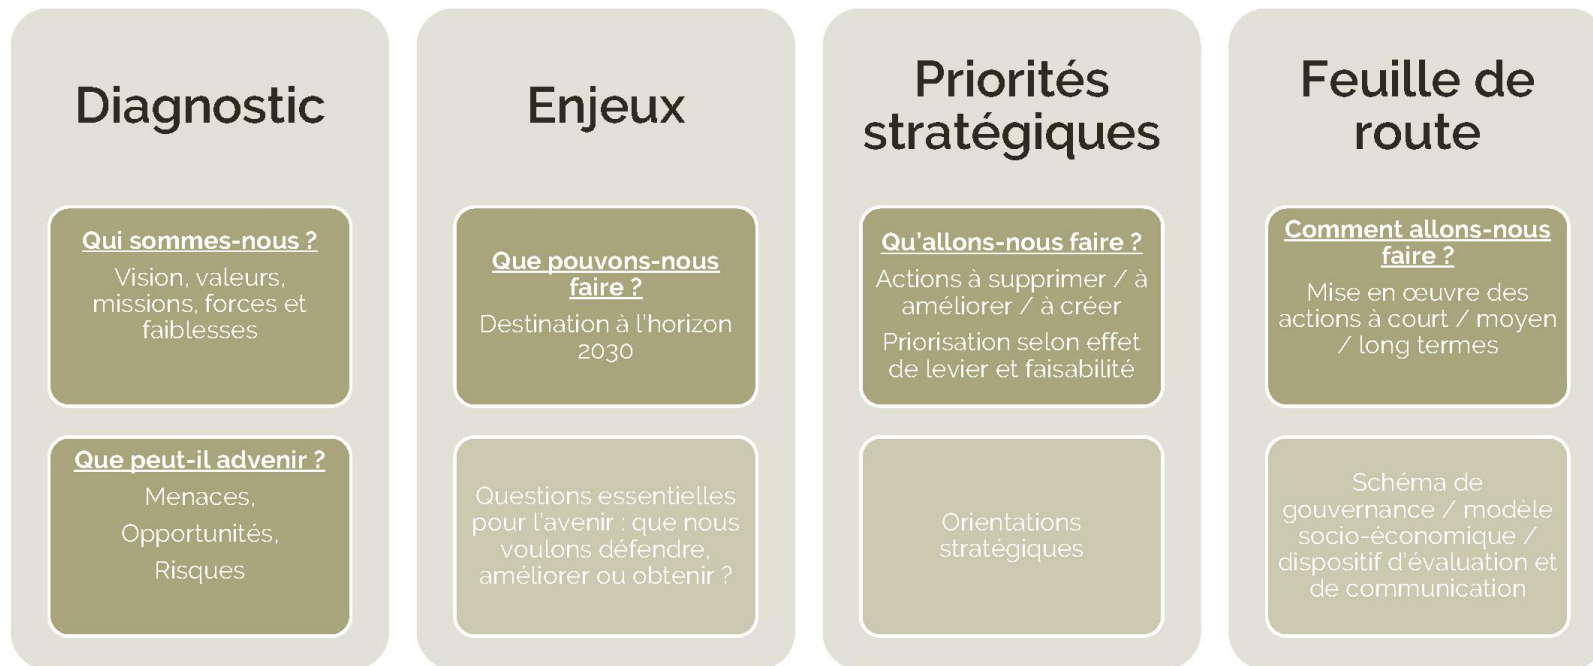 Diagnostic
Qui sommes-nous ?
Vision, valeurs,
missions, forces et
faiblesses
Que peut-il advenir ?
Menaces,
Opportunités,
Risques
Enjeux
Que pouvons-nous
faire ?
Destination à l'horizon
2030
Questions essentielles
pour l'avenir : que nous
voulons défendre,
améliorer ou obtenir ?
Priorités
stratégiques
Qu'allons-nous faire ?
Actions à supprimer / à
améliorer / à créer
Priorisation selon effet
de levier et faisabilité
Orientations
stratégiques
Feuille de
route
Comment allons-nous
faire ?
Mise en œuvre des
actions à court / moyen
/ long termes
Schéma de
gouvernance / modèle
socio-économique /
dispositif d'évaluation et
de communication